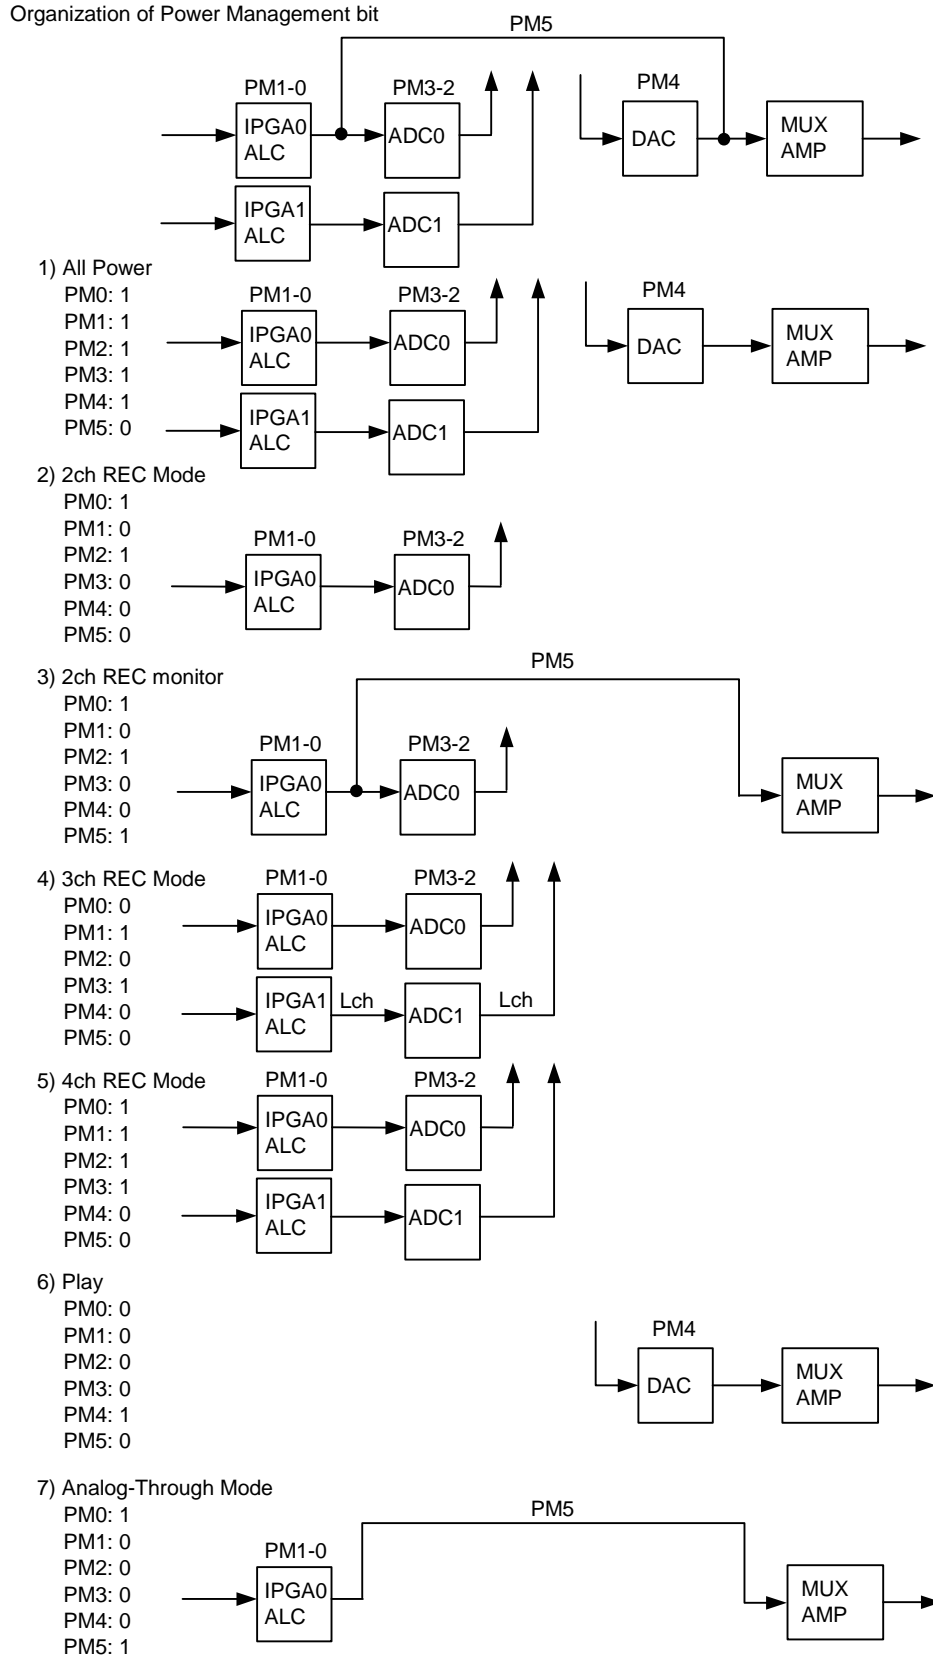 Organization of Power Management bit
PM5
PM1-0
PM3-2
PM4
IPGA0
ALC
ADC0
DAC
MUX
AMP
IPGA1
ALC
ADC1
1) All Power
PM0: 1
PM1: 1
PM2: 1
PM3: 1
PM4: 1
PM5: 0
PM1-0
PM3-2
PM4
IPGA0
ALC
ADC0
DAC
MUX
AMP
IPGA1
ALC
ADC1
2) 2ch REC Mode
PM0: 1
PM1: 0
PM2: 1
PM3: 0
PM4: 0
PM5: 0
PM1-0
PM3-2
IPGA0
ALC
ADC0
3) 2ch REC monitor
PM0: 1
PM1: 0
PM2: 1
PM3: 0
PM4: 0
PM5: 1
PM5
PM1-0
PM3-2
IPGA0
ALC
ADC0
MUX
AMP
4) 3ch REC Mode
PM0: 0
PM1: 1
PM2: 0
PM3: 1
PM4: 0
PM5: 0
PM1-0
PM3-2
IPGA0
ALC
ADC0
IPGA1
ALC
Lch
ADC1
Lch
5) 4ch REC Mode
PM0: 1
PM1: 1
PM2: 1
PM3: 1
PM4: 0
PM5: 0
PM1-0
PM3-2
IPGA0
ALC
ADC0
IPGA1
ALC
ADC1
6) Play
PM0: 0
PM1: 0
PM2: 0
PM3: 0
PM4: 1
PM5: 0
PM4
DAC
MUX
AMP
7) Analog-Through Mode
PM0: 1
PM1: 0
PM2: 0
PM3: 0
PM4: 0
PM5: 1
PM5
PM1-0
IPGA0
ALC
MUX
AMP